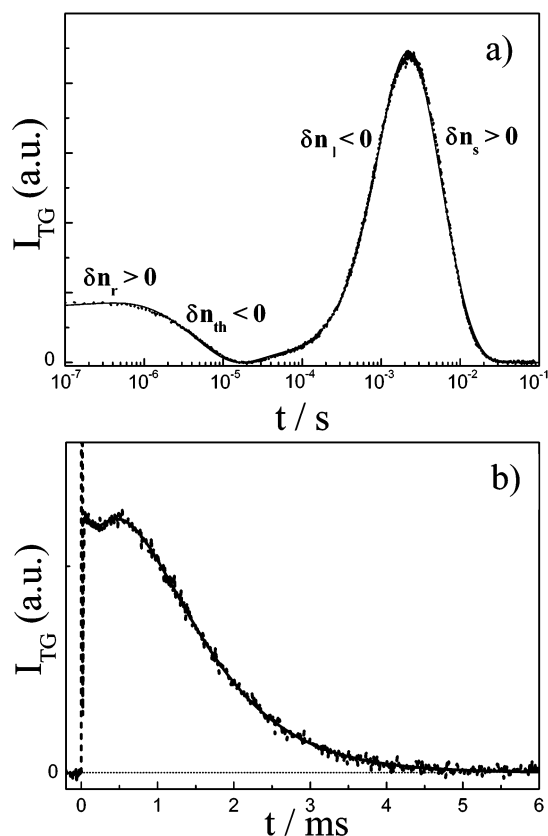 a)
I_TG (a.u.)
δn_l < 0
δn_s > 0
δn_r > 0
δn_th < 0
0
10^-7 10^-6 10^-5 10^-4 10^-3 10^-2 10^-1
t / s
b)
I_TG (a.u.)
0
0 1 2 3 4 5 6
t / ms